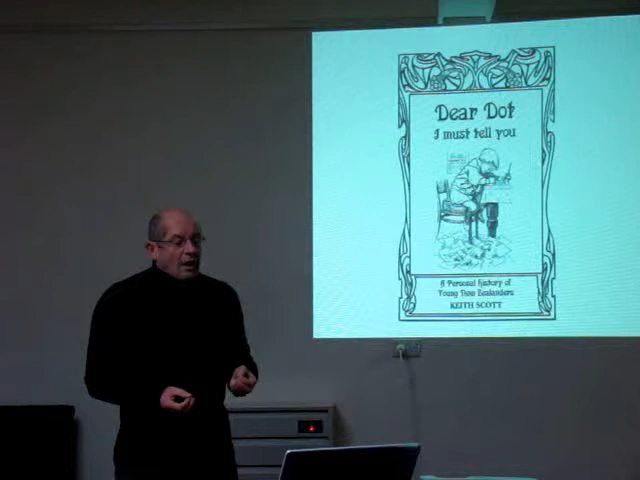 Dear Dot
I must tell you
A Personal History of
Young New Zealanders
KEITH SCOTT